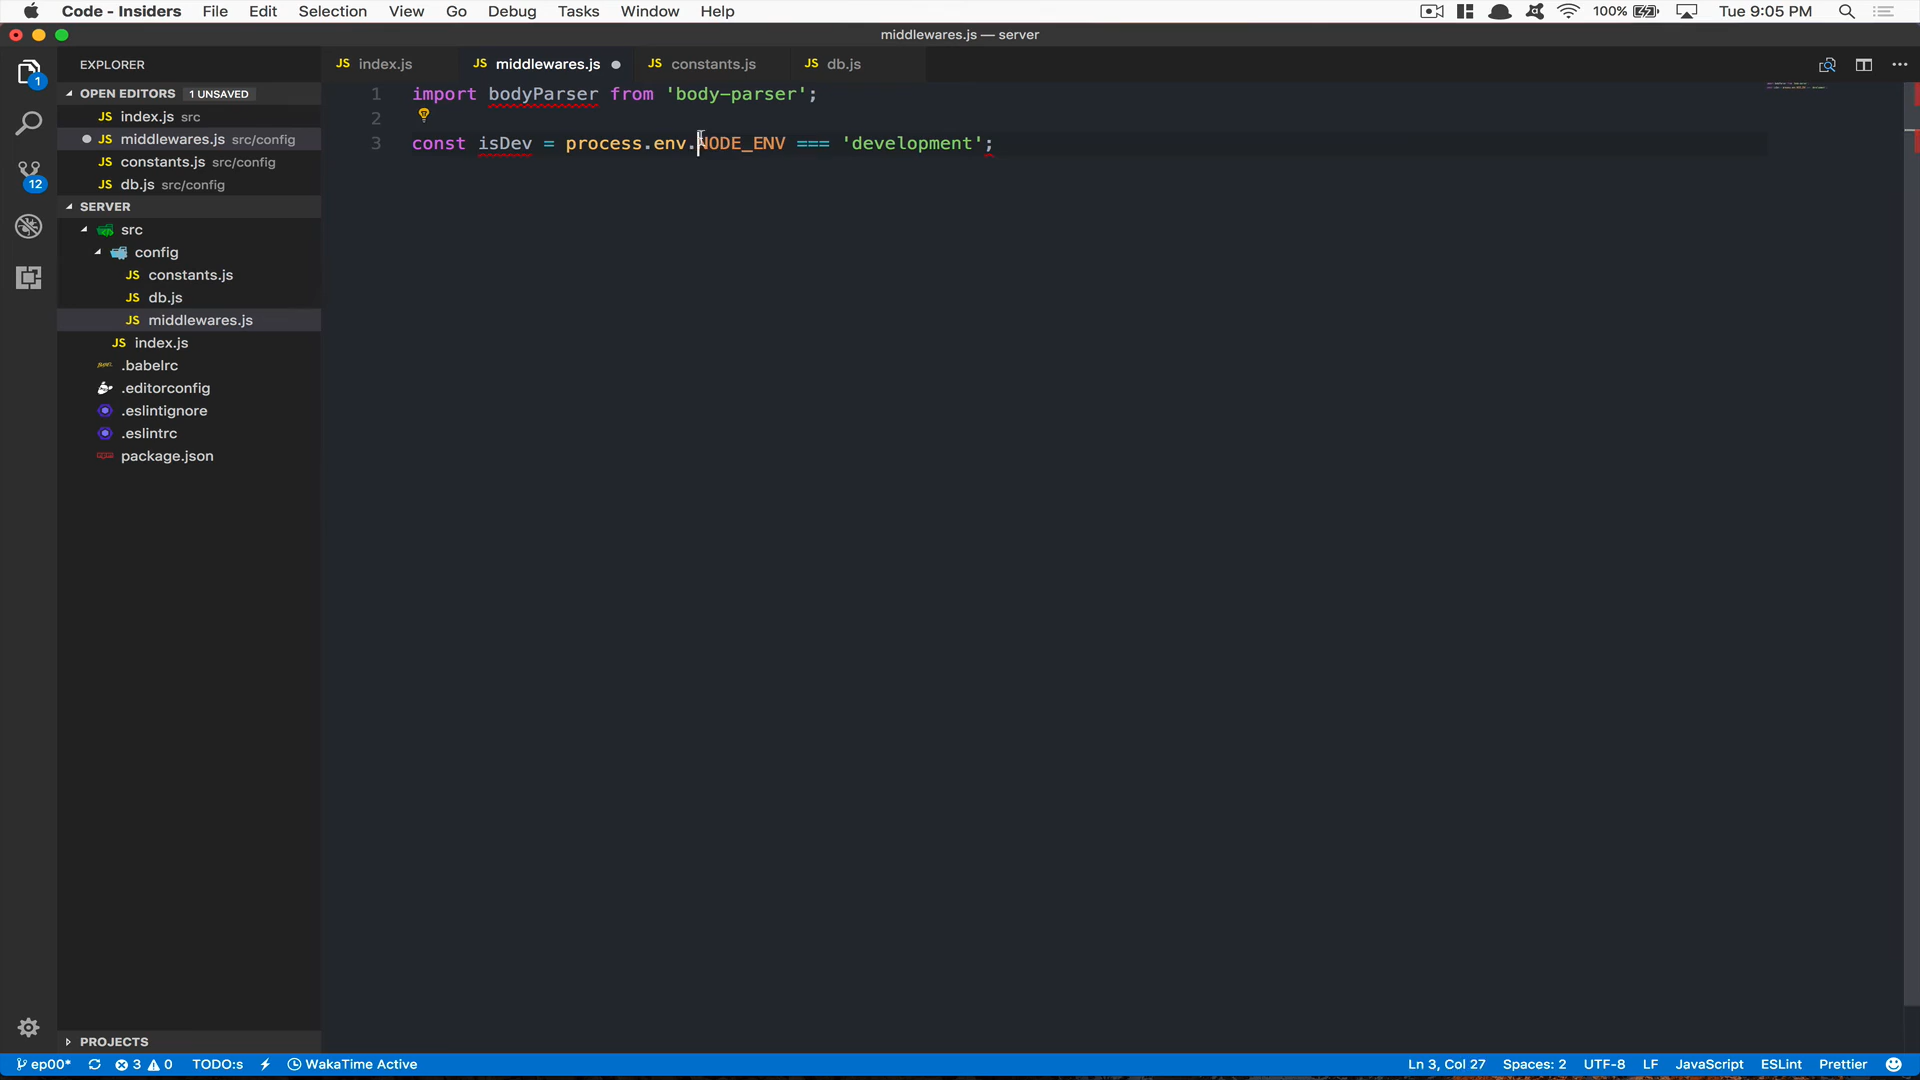 Code - Insiders File Edit Selection View Go Debug Tasks Window Help 100% Tue 9:05 PM
middlewares.js — server
EXPLORER
JS index.js JS middlewares.js JS constants.js JS db.js
1
OPEN EDITORS 1 UNSAVED
JS index.js src
JS middlewares.js src/config
JS constants.js src/config
JS db.js src/config
12
SERVER
src
config
JS constants.js
JS db.js
JS middlewares.js
JS index.js
.babelrc
.editorconfig
.eslintignore
.eslintrc
package.json
1 import bodyParser from 'body-parser';
2
3 const isDev = process.env.NODE_ENV === 'development';
PROJECTS
ep00* 3 0 TODO:s WakaTime Active Ln 3, Col 27 Spaces: 2 UTF-8 LF JavaScript ESLint Prettier